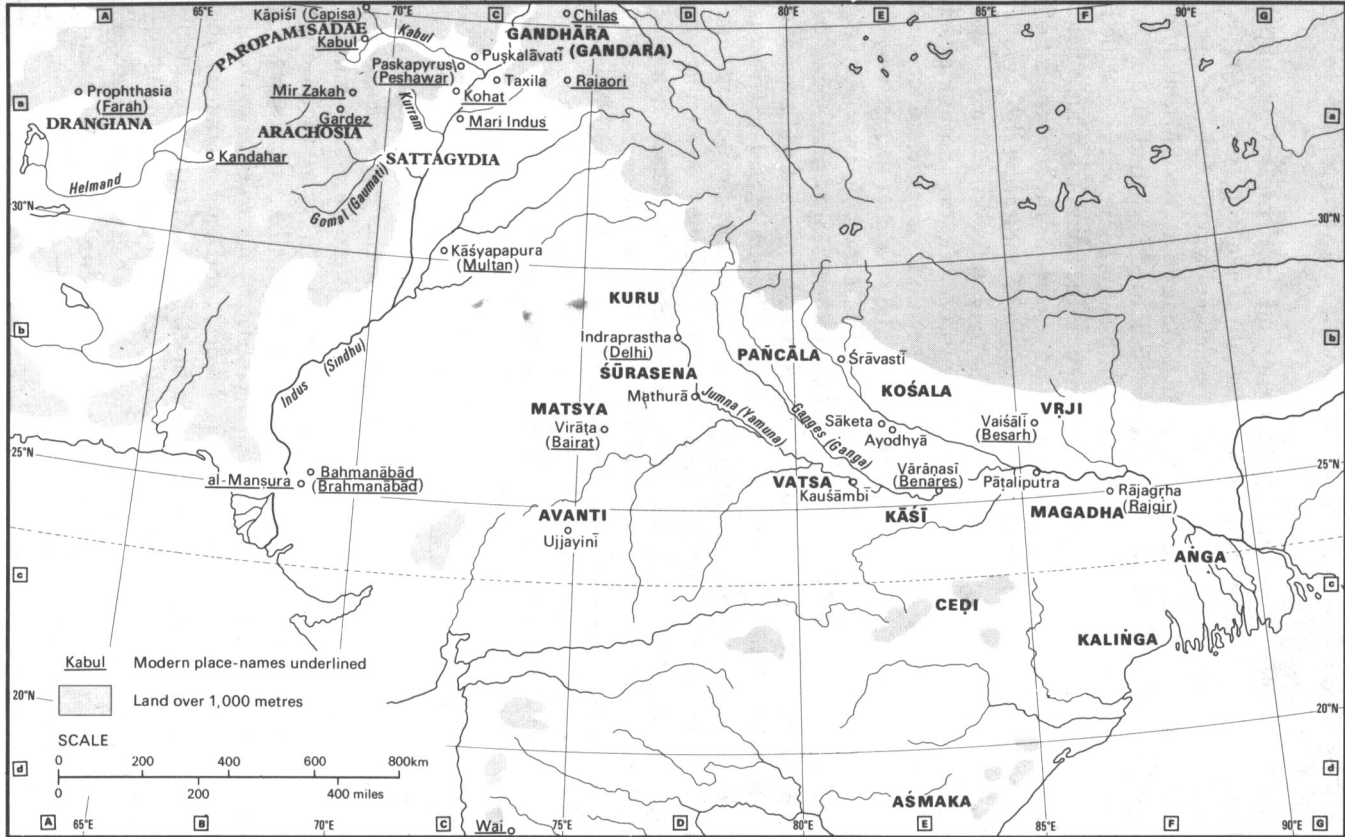 A
65°E
B
70°E
C
75°E
D
80°E
E
85°E
F
90°E
G
Kāpiśī (Capisa)
Kabul
PAROPAMISADAE
Kabul
Chilas
GANDHĀRA
(GANDARA)
Puṣkalāvatī
Paskapyrus
(Peshawar)
Taxila
Rajaori
Kohat
Mari Indus
Prophthasia
(Farah)
DRANGIANA
Mir Zakah
Gardez
ARACHOSIA
Kurram
Kandahar
SATTAGYDIA
Helmand
Gomal (Gaumati)
a
a
30°N
30°N
Kāśyapapura
(Multan)
b
b
Indus (Sindhu)
KURU
Indraprastha
(Delhi)
PAÑCĀLA
Śrāvastī
ŚŪRASENA
Mathurā
KOŚALA
MATSYA
Virāṭa
(Bairat)
Jumna (Yamuna)
Ganges (Ganga)
Sāketa
Ayodhyā
VṚJI
Vaiśālī
(Besarh)
25°N
25°N
al-Manṣura
Bahmanābād
(Brahmanābād)
VATSA
Kauśāmbī
Vārāṇasī
(Benares)
Pāṭaliputra
KĀŚĪ
MAGADHA
Rājagṛha
(Rajgir)
AVANTI
Ujjayinī
AṄGA
c
c
CEḌI
KALIṄGA
Kabul Modern place-names underlined
Land over 1,000 metres
20°N
20°N
SCALE
0 200 400 600 800km
0 200 400 miles
d
d
AŚMAKA
Wai
A
65°E
B
70°E
C
75°E
D
80°E
E
85°E
F
90°E
G